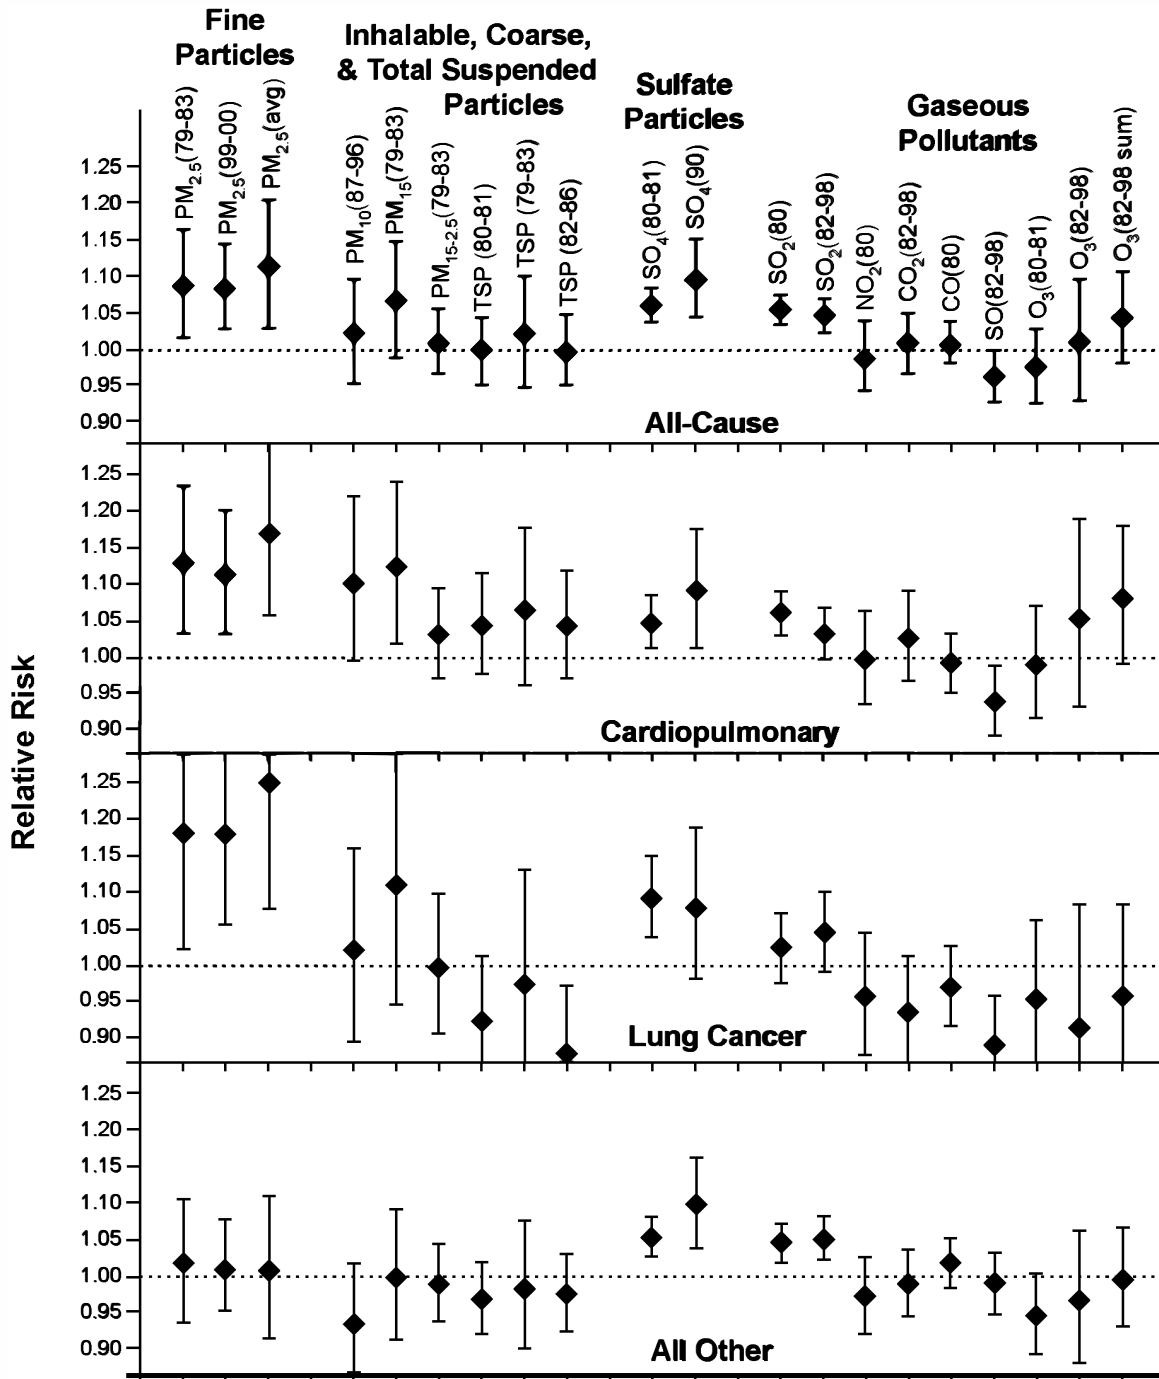 Fine
Particles
Inhalable, Coarse,
& Total Suspended
Particles
Sulfate
Particles
Gaseous
Pollutants
PM2.5(79-83)
PM2.5(99-00)
PM2.5(avg)
PM10(87-96)
PM15(79-83)
PM15-2.5(79-83)
TSP (80-81)
TSP (79-83)
TSP (82-86)
SO4(80-81)
SO4(90)
SO2(80)
SO2(82-98)
NO2(80)
CO2(82-98)
CO(80)
SO(82-98)
O3(80-81)
O3(82-98)
O3(82-98 sum)
Relative Risk
1.25
1.20
1.15
1.10
1.05
1.00
0.95
0.90
All-Cause
1.25
1.20
1.15
1.10
1.05
1.00
0.95
0.90
Cardiopulmonary
1.25
1.20
1.15
1.10
1.05
1.00
0.95
0.90
Lung Cancer
1.25
1.20
1.15
1.10
1.05
1.00
0.95
0.90
All Other